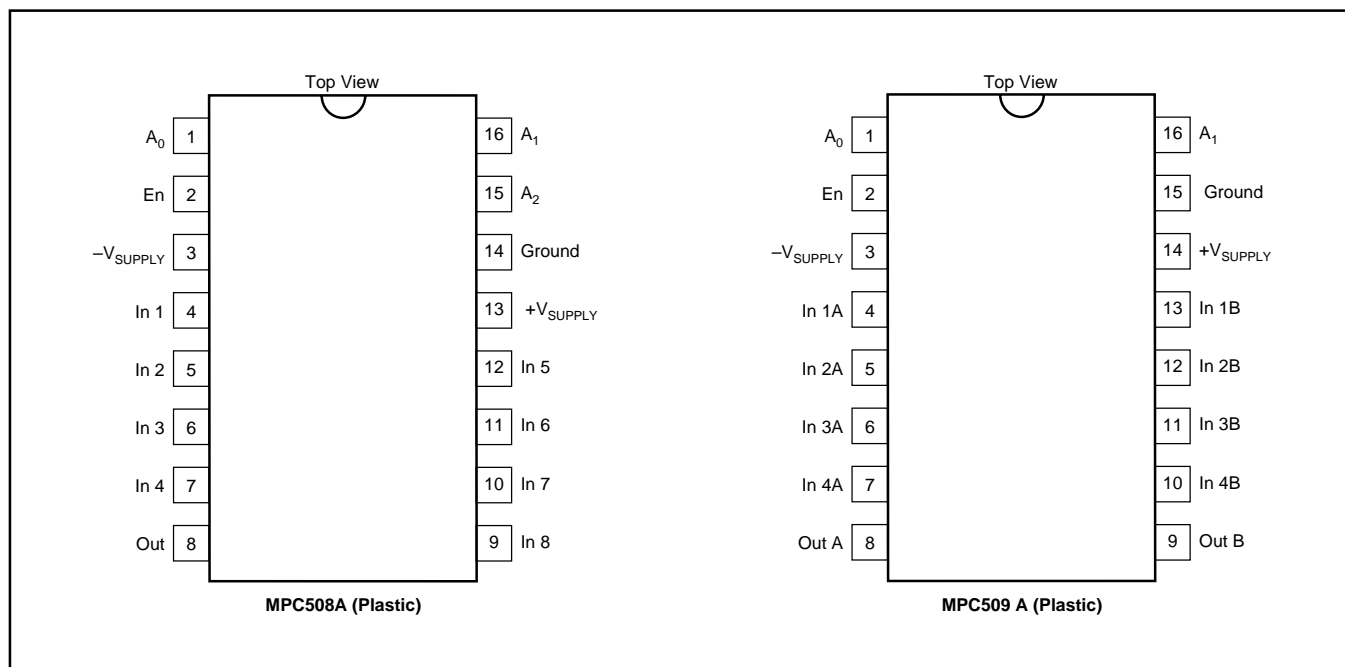 Top View
A0 1 16 A1
En 2 15 A2
–VSUPPLY 3 14 Ground
In 1 4 13 +VSUPPLY
In 2 5 12 In 5
In 3 6 11 In 6
In 4 7 10 In 7
Out 8 9 In 8
MPC508A (Plastic)
Top View
A0 1 16 A1
En 2 15 Ground
–VSUPPLY 3 14 +VSUPPLY
In 1A 4 13 In 1B
In 2A 5 12 In 2B
In 3A 6 11 In 3B
In 4A 7 10 In 4B
Out A 8 9 Out B
MPC509 A (Plastic)